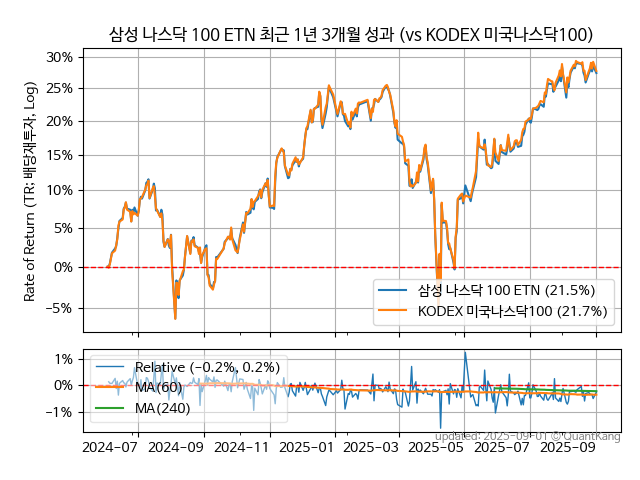 삼성 나스닥 100 ETN 최근 1년 3개월 성과 (vs KODEX 미국나스닥100)
Rate of Return (TR: 배당재투자, Log)
30%
25%
20%
15%
10%
5%
0%
−5%
삼성 나스닥 100 ETN (21.5%)
KODEX 미국나스닥100 (21.7%)
1%
0%
−1%
Relative (−0.2%, 0.2%)
MA(60)
MA(240)
2024-07 2024-09 2024-11 2025-01 2025-03 2025-05 2025-07 2025-09
updated: 2025-09-01 © QuantKang